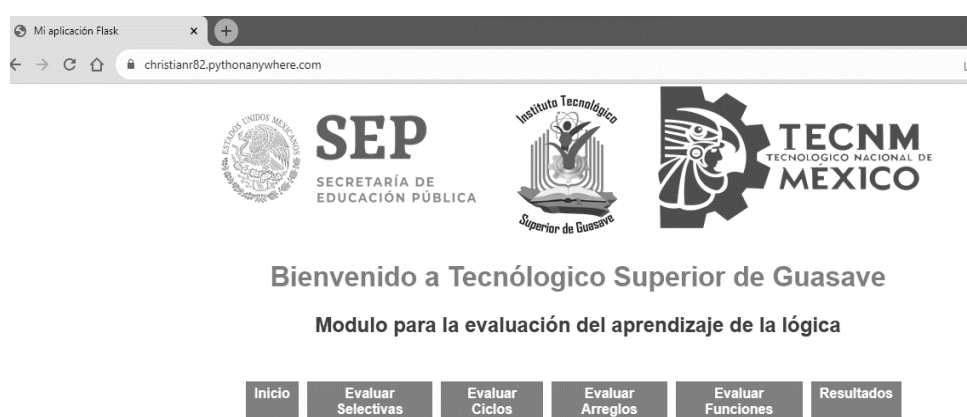 Mi aplicación Flask
christianr82.pythonanywhere.com
ESTADOS UNIDOS MEXICANOS
SEP
SECRETARÍA DE
EDUCACIÓN PÚBLICA
Instituto Tecnológico
Superior de Guasave
TECNM
TECNOLÓGICO NACIONAL DE
MÉXICO
Bienvenido a Tecnólogico Superior de Guasave
Modulo para la evaluación del aprendizaje de la lógica
Inicio
Evaluar
Selectivas
Evaluar
Ciclos
Evaluar
Arreglos
Evaluar
Funciones
Resultados